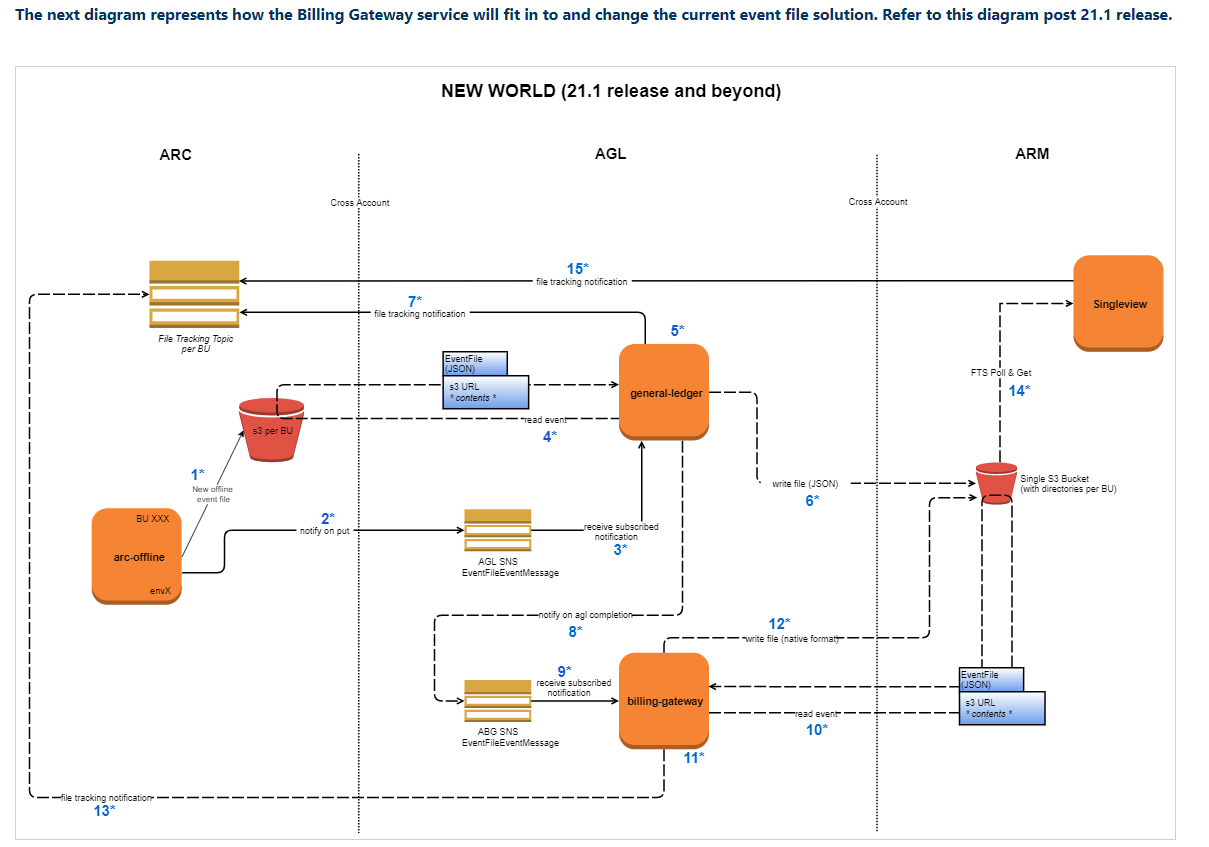 The next diagram represents how the Billing Gateway service will fit in to and change the current event file solution. Refer to this diagram post 21.1 release.
NEW WORLD (21.1 release and beyond)
ARC
AGL
ARM
Cross Account
Cross Account
15*
file tracking notification
7*
file tracking notification
File Tracking Topic
per BU
5*
Singleview
EventFile
(JSON)
s3 URL
* contents *
general-ledger
FTS Poll & Get
14*
s3 per BU
read event
4*
1*
New offline
event file
write file (JSON)
6*
Single S3 Bucket
(with directories per BU)
BU XXX
arc-offline
envX
2*
notify on put
receive subscribed
notification
3*
AGL SNS
EventFileEventMessage
notify on agl completion
8*
12*
write file (native format)
9*
receive subscribed
notification
billing-gateway
EventFile
(JSON)
s3 URL
* contents *
read event
10*
ABG SNS
EventFileEventMessage
11*
file tracking notification
13*